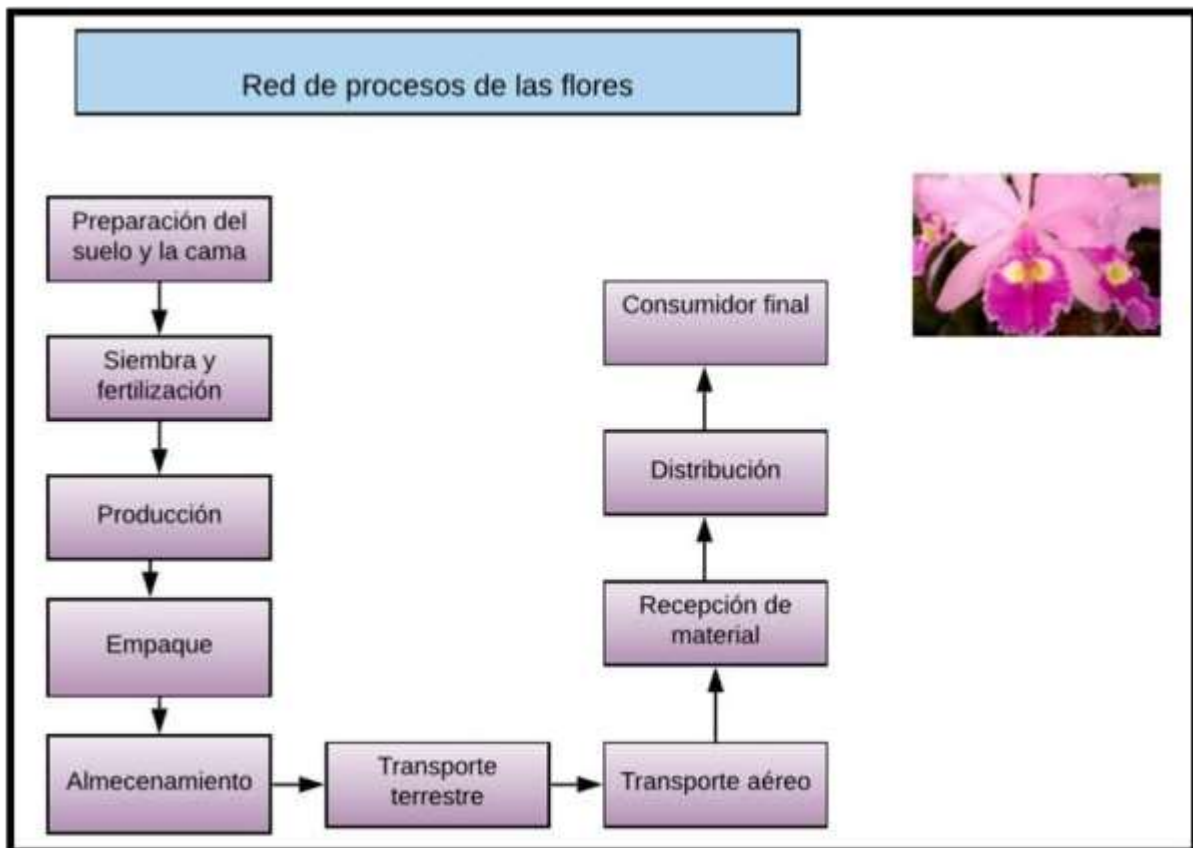 Red de procesos de las flores
Preparación del
suelo y la cama
Siembra y
fertilización
Producción
Empaque
Almecenamiento
Transporte
terrestre
Transporte aéreo
Recepción de
material
Distribución
Consumidor final